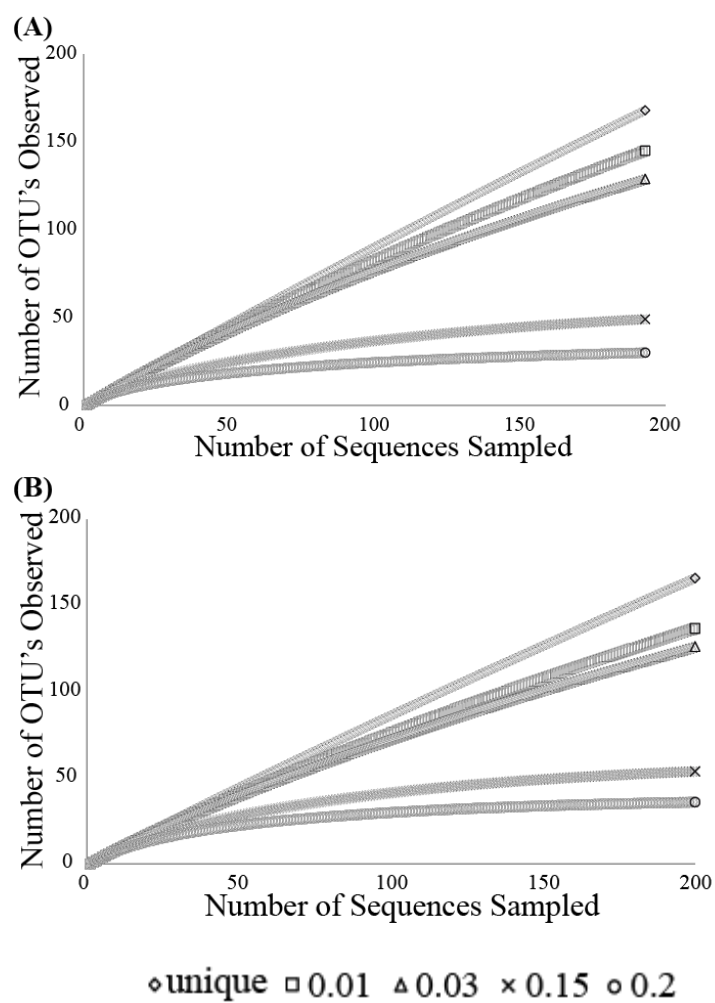 (A)
200
150
100
50
0
Number of OTU's Observed
50 100 150 200
Number of Sequences Sampled
(B)
200
150
100
50
0
Number of OTU's Observed
0 50 100 150 200
Number of Sequences Sampled
unique 0.01 0.03 0.15 0.2